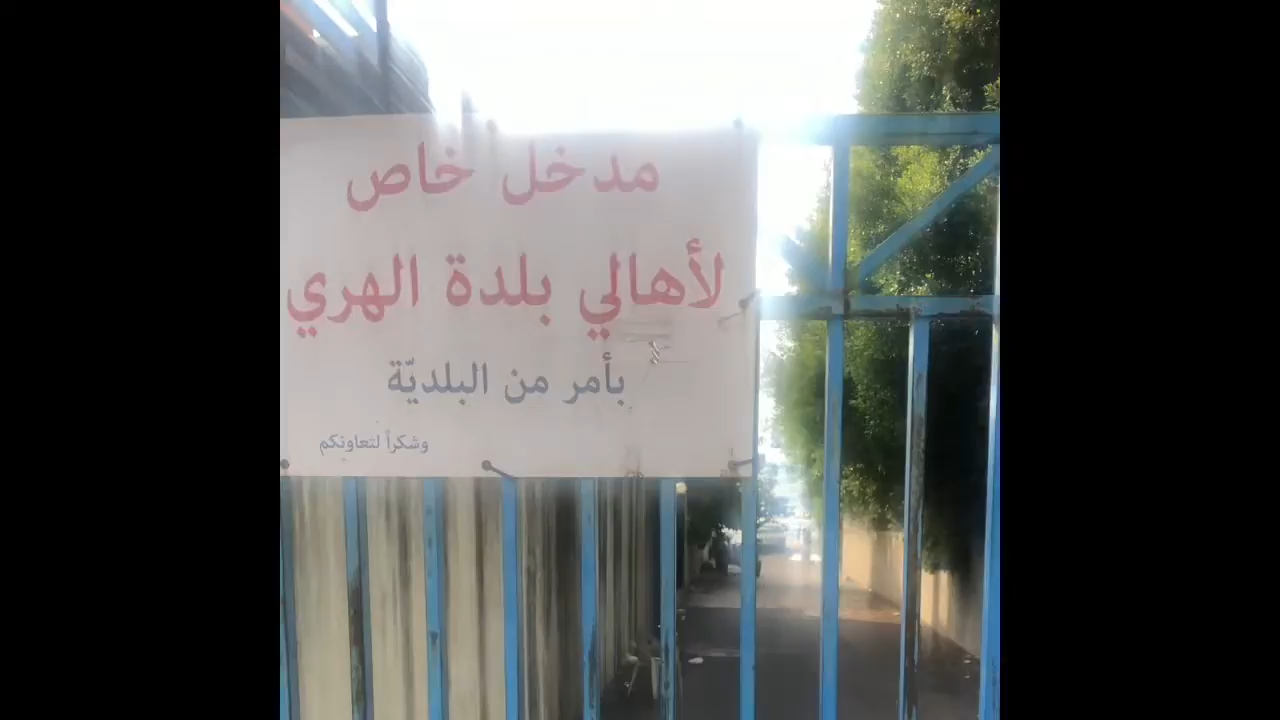 مدخل خاص
لأهالي بلدة الهري
بأمر من البلديّة
وشكراً لتعاونكم